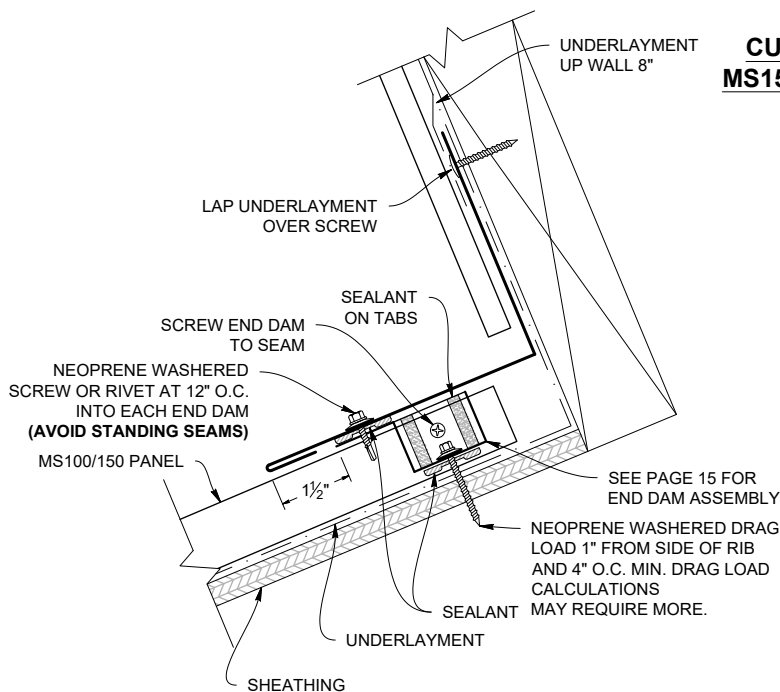 UNDERLAYMENT
UP WALL 8"
CU
MS15
LAP UNDERLAYMENT
OVER SCREW
SEALANT
ON TABS
SCREW END DAM
TO SEAM
NEOPRENE WASHERED
SCREW OR RIVET AT 12" O.C.
INTO EACH END DAM
(AVOID STANDING SEAMS)
MS100/150 PANEL
1½"
SEE PAGE 15 FOR
END DAM ASSEMBLY
NEOPRENE WASHERED DRAG
LOAD 1" FROM SIDE OF RIB
AND 4" O.C. MIN. DRAG LOAD
CALCULATIONS
MAY REQUIRE MORE.
SEALANT
UNDERLAYMENT
SHEATHING